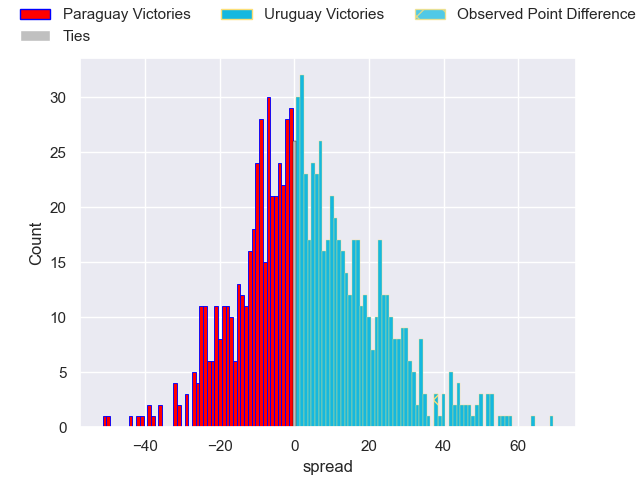 Paraguay Victories
Uruguay Victories
Observed Point Difference
Ties
30
25
20
15
10
5
0
Count
−40
−20
0
20
40
60
spread